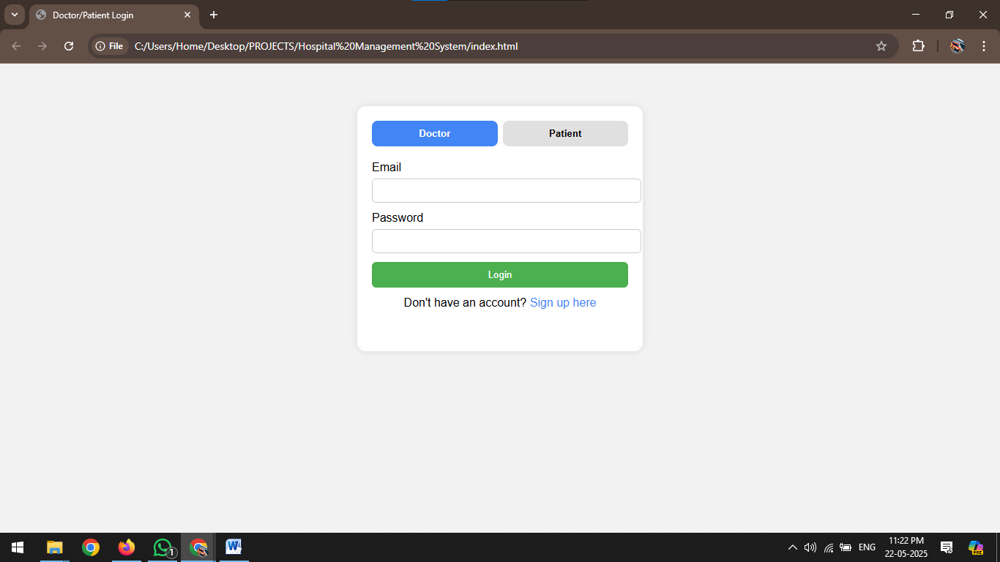 Doctor/Patient Login
File
C:/Users/Home/Desktop/PROJECTS/Hospital%20Management%20System/index.html
Doctor
Patient
Email
Password
Login
Don't have an account? Sign up here
1
W
ENG
11:22 PM
22-05-2025
PRE